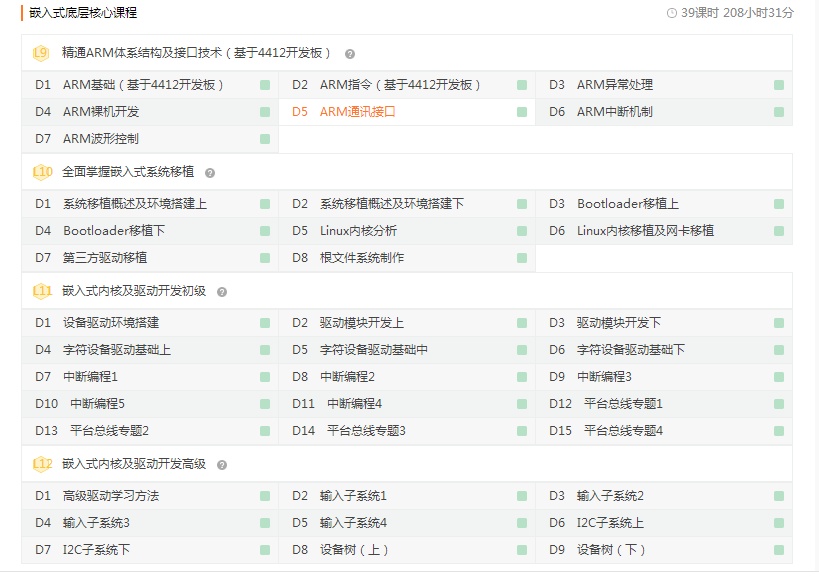 嵌入式底层核心课程 39课时 208小时31分
L9 精通ARM体系结构及接口技术（基于4412开发板） ?
D1 ARM基础（基于4412开发板） D2 ARM指令（基于4412开发板） D3 ARM异常处理
D4 ARM裸机开发 D5 ARM通讯接口 D6 ARM中断机制
D7 ARM波形控制
L10 全面掌握嵌入式系统移植 ?
D1 系统移植概述及环境搭建上 D2 系统移植概述及环境搭建下 D3 Bootloader移植上
D4 Bootloader移植下 D5 Linux内核分析 D6 Linux内核移植及网卡移植
D7 第三方驱动移植 D8 根文件系统制作
L11 嵌入式内核及驱动开发初级 ?
D1 设备驱动环境搭建 D2 驱动模块开发上 D3 驱动模块开发下
D4 字符设备驱动基础上 D5 字符设备驱动基础中 D6 字符设备驱动基础下
D7 中断编程1 D8 中断编程2 D9 中断编程3
D10 中断编程5 D11 中断编程4 D12 平台总线专题1
D13 平台总线专题2 D14 平台总线专题3 D15 平台总线专题4
L12 嵌入式内核及驱动开发高级 ?
D1 高级驱动学习方法 D2 输入子系统1 D3 输入子系统2
D4 输入子系统3 D5 输入子系统4 D6 I2C子系统上
D7 I2C子系统下 D8 设备树（上） D9 设备树（下）